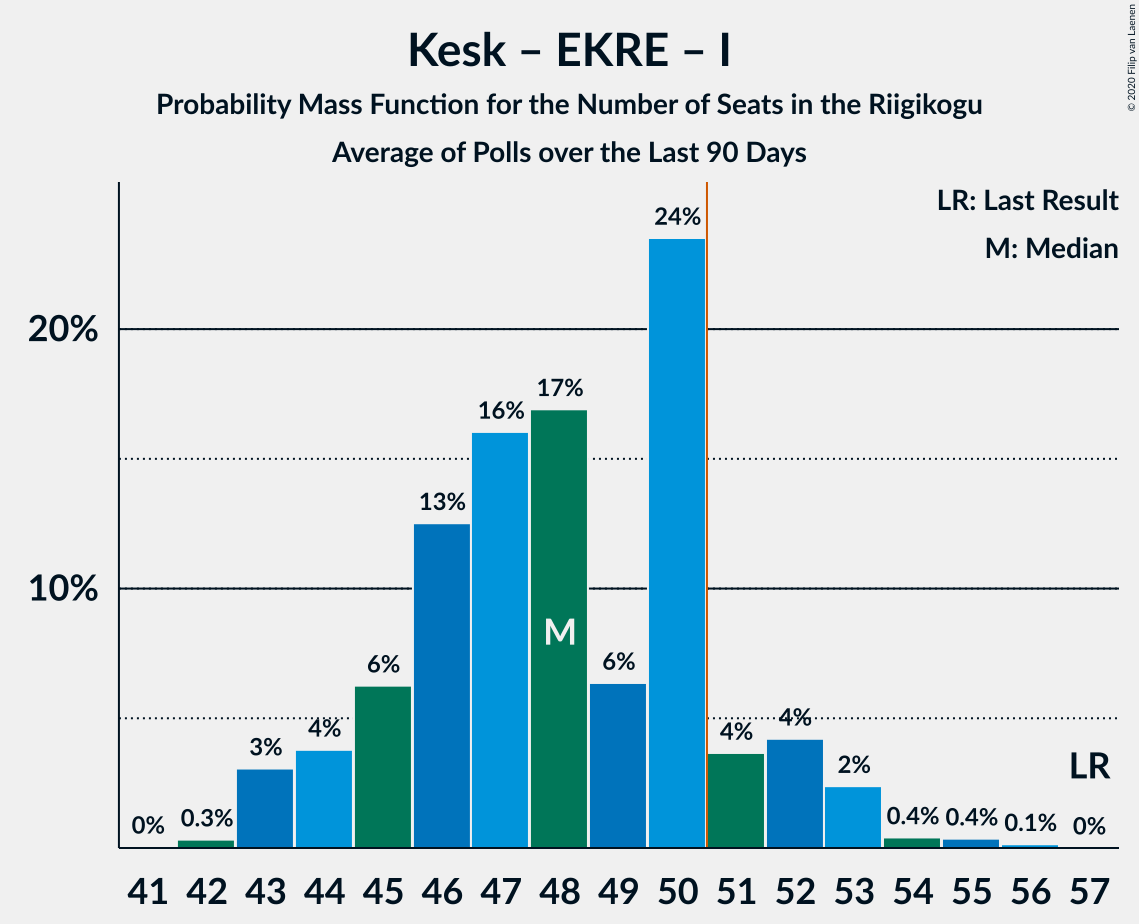 Kesk – EKRE – I
Probability Mass Function for the Number of Seats in the Riigikogu
Average of Polls over the Last 90 Days
© 2020 Filip van Laenen
LR: Last Result
M: Median
20%
10%
0%
0.3%
3%
4%
6%
13%
16%
17%
6%
24%
4%
4%
2%
0.4%
0.4%
0.1%
0%
M
LR
41 42 43 44 45 46 47 48 49 50 51 52 53 54 55 56 57